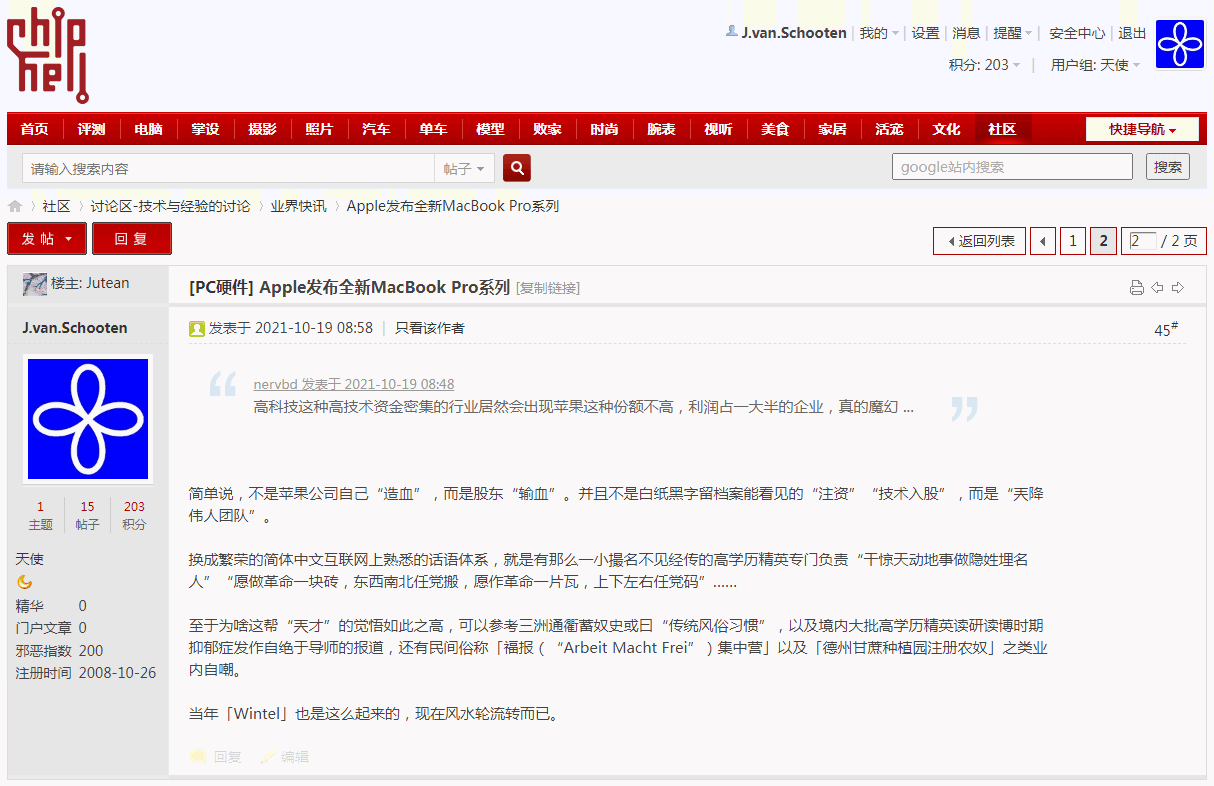 chip hell
J.van.Schooten 我的 设置 消息 提醒 安全中心 退出
积分: 203 用户组: 天使
首页 评测 电脑 掌设 摄影 照片 汽车 单车 模型 败家 时尚 腕表 视听 美食 家居 活宠 文化 社区 快捷导航
请输入搜索内容 帖子 google站内搜索 搜索
社区 讨论区-技术与经验的讨论 业界快讯 Apple发布全新MacBook Pro系列
发帖 回复 返回列表 1 2 2 / 2 页
楼主: Jutean
[PC硬件] Apple发布全新MacBook Pro系列 [复制链接]
J.van.Schooten
发表于 2021-10-19 08:58 | 只看该作者 45#
nervbd 发表于 2021-10-19 08:48
高科技这种高技术资金密集的行业居然会出现苹果这种份额不高，利润占一大半的企业，真的魔幻 ...
1 15 203
主题 帖子 积分
天使
精华 0
门户文章 0
邪恶指数 200
注册时间 2008-10-26
简单说，不是苹果公司自己“造血”，而是股东“输血”。并且不是白纸黑字留档案能看见的“注资”“技术入股”，而是“天降
伟人团队”。
换成繁荣的简体中文互联网上熟悉的话语体系，就是有那么一小撮名不见经传的高学历精英专门负责“干惊天动地事做隐姓埋名
人”“愿做革命一块砖，东西南北任党搬，愿作革命一片瓦，上下左右任党码”……
至于为啥这帮“天才”的觉悟如此之高，可以参考三洲通衢蓄奴史或曰“传统风俗习惯”，以及境内大批高学历精英读研读博时期
抑郁症发作自绝于导师的报道，还有民间俗称「福报（“Arbeit Macht Frei”）集中营」以及「德州甘蔗种植园注册农奴」之类业
内自嘲。
当年「Wintel」也是这么起来的，现在风水轮流转而已。
回复 编辑